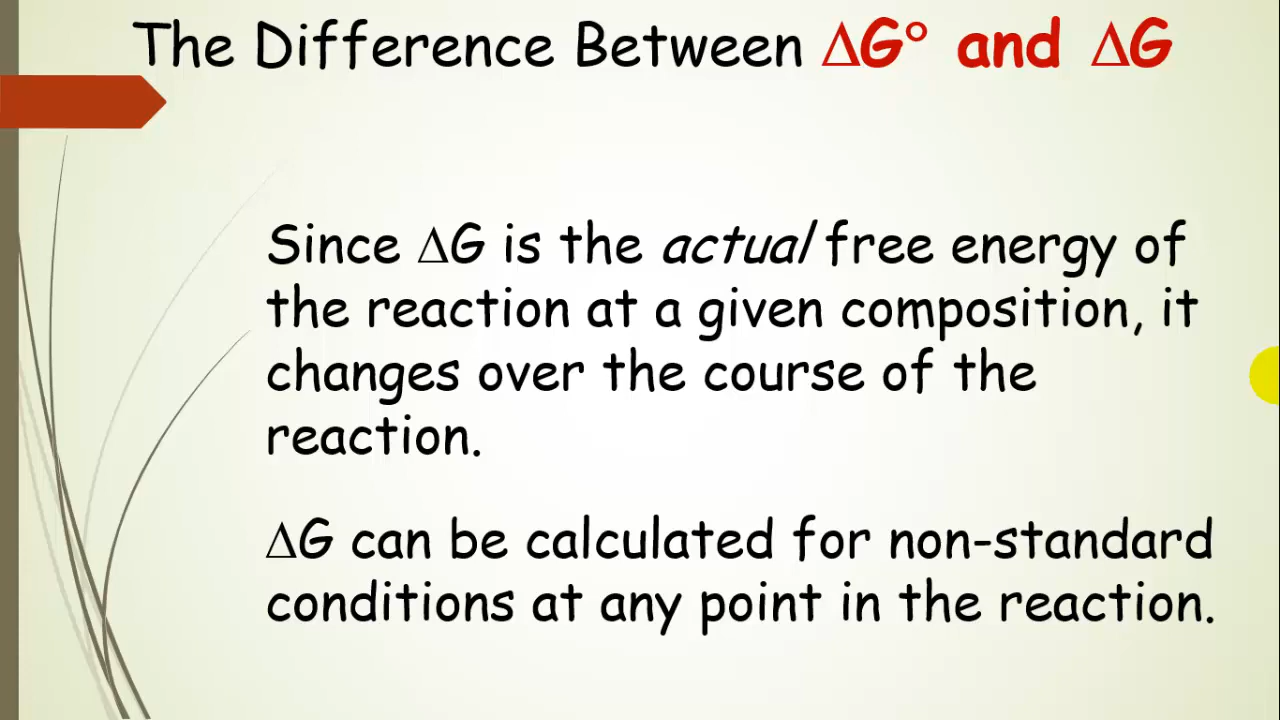 The Difference Between ΔG° and ΔG
Since ΔG is the actual free energy of
the reaction at a given composition, it
changes over the course of the
reaction.
ΔG can be calculated for non-standard
conditions at any point in the reaction.